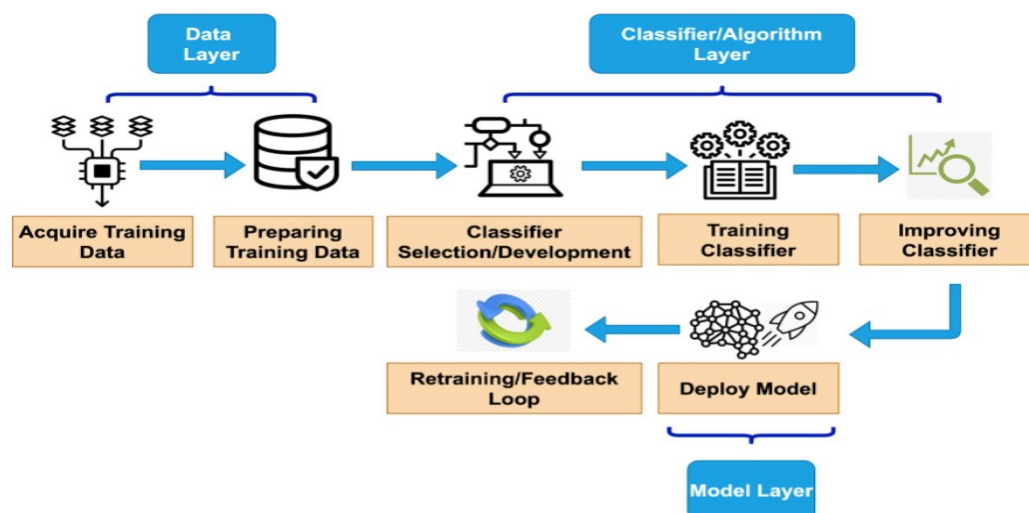 Data
Layer
Classifier/Algorithm
Layer
Acquire Training
Data
Preparing
Training Data
Classifier
Selection/Development
Training
Classifier
Improving
Classifier
Retraining/Feedback
Loop
Deploy Model
Model Layer